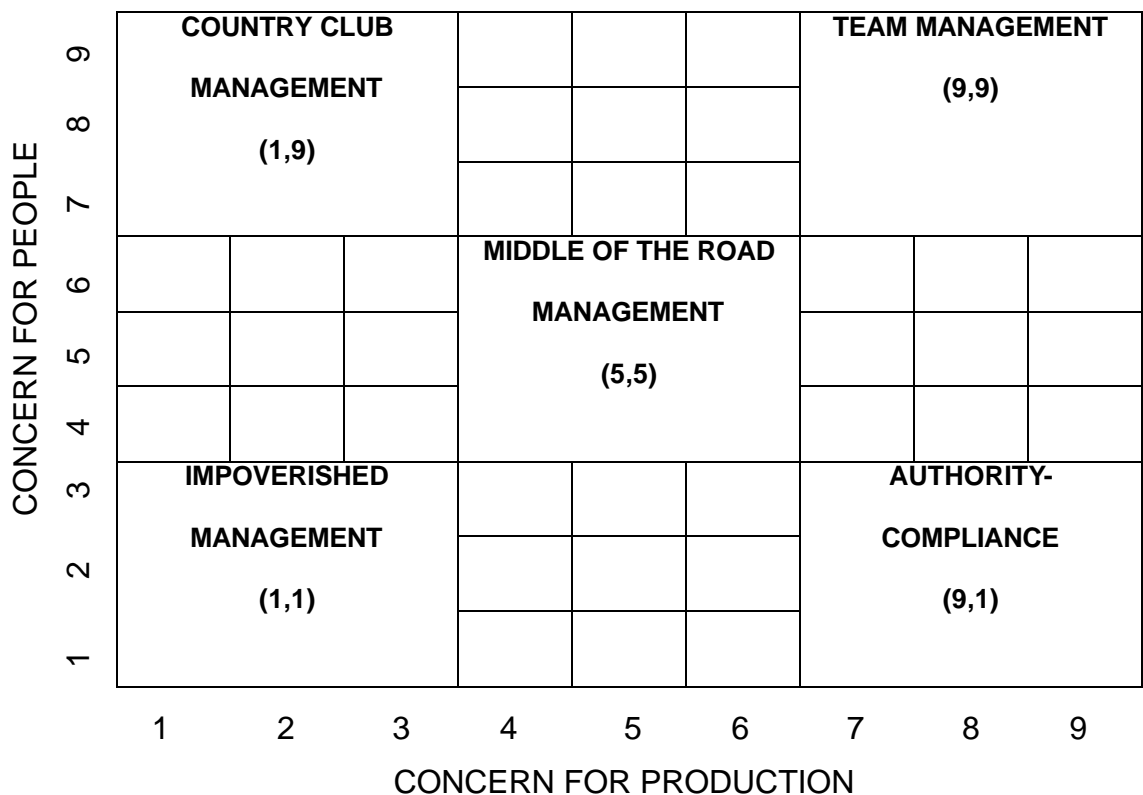 COUNTRY CLUB
MANAGEMENT
(1,9)
TEAM MANAGEMENT
(9,9)
MIDDLE OF THE ROAD
MANAGEMENT
(5,5)
IMPOVERISHED
MANAGEMENT
(1,1)
AUTHORITY-
COMPLIANCE
(9,1)
CONCERN FOR PEOPLE
9
8
7
6
5
4
3
2
1
1 2 3 4 5 6 7 8 9
CONCERN FOR PRODUCTION